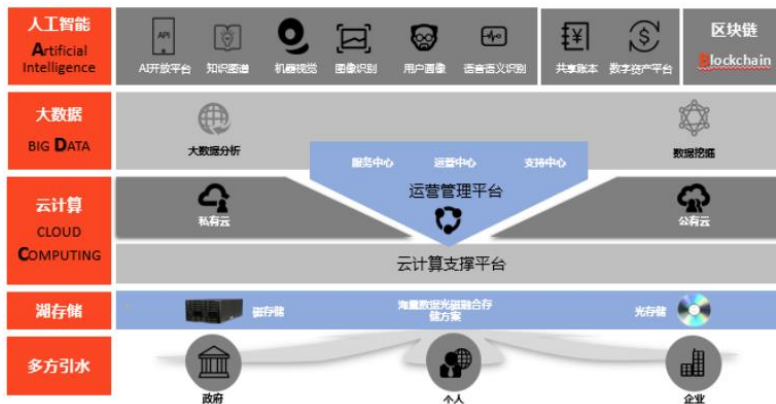 人工智能
Artificial
Intelligence
API
AI开放平台
知识图谱
机器视觉
图像识别
用户画像
语音语义识别
共享账本
数字资产平台
区块链
Blockchain
大数据
BIG DATA
大数据分析
数据挖掘
服务中心
运营中心
支持中心
运营管理平台
云计算
CLOUD
COMPUTING
私有云
公有云
云计算支撑平台
湖存储
磁存储
海量数据光磁融合存
储方案
光存储
多方引水
政府
个人
企业